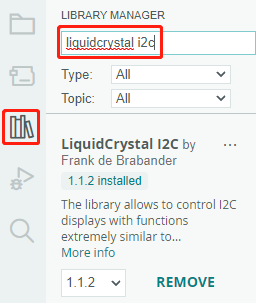 LIBRARY MANAGER
liquidcrystal i2c
Type: All
Topic: All
LiquidCrystal I2C by ...
Frank de Brabander
1.1.2 installed
The library allows to control I2C
displays with functions
extremely similar to...
More info
1.1.2 REMOVE